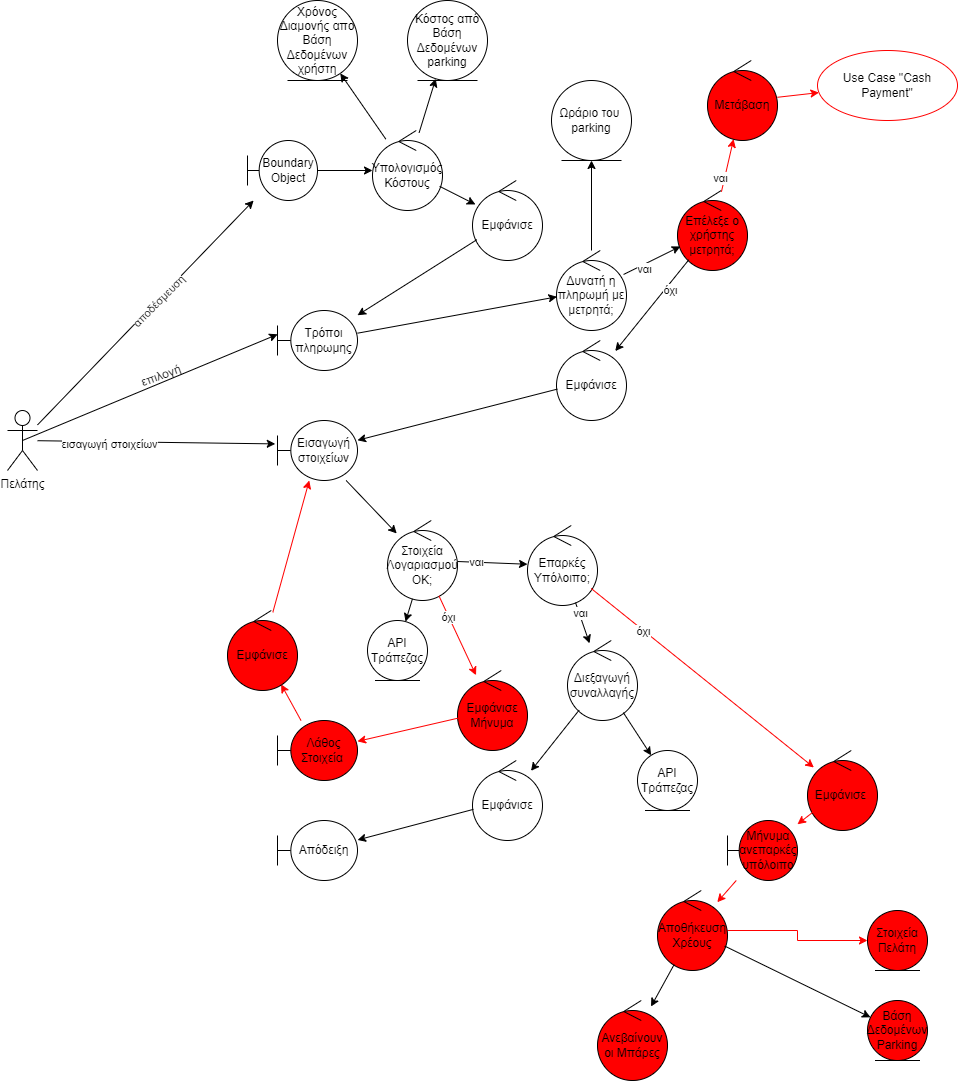 Χρόνος
Διαμονής απο
Βάση
Δεδομένων
χρήστη
Κόστος από
Βάση
Δεδομένων
parking
Ωράριο του
parking
Μετάβαση
Use Case "Cash
Payment"
Boundary
Object
Υπολογισμός
Κόστους
Εμφάνισε
ναι
Επέλεξε ο
χρήστης
μετρητά;
αποδέσμευση
Δυνατή η
πληρωμή με
μετρητά;
ναι
όχι
Τρόποι
πληρωμης
επιλογή
Εμφάνισε
Πελάτης
εισαγωγή στοιχείων
Εισαγωγή
στοιχείων
Στοιχεία
Λογαριασμού
ΟΚ;
ναι
Επαρκές
Υπόλοιπο;
όχι
ναι
όχι
API
Τράπεζας
Εμφάνισε
Διεξαγωγή
συναλλαγής
Εμφάνισε
Μήνυμα
Λάθος
Στοιχεία
API
Τράπεζας
Εμφάνισε
Εμφάνισε
Απόδειξη
Μήνυμα
ανεπαρκές
υπόλοιπο
Αποθήκευση
Χρέους
Στοιχεία
Πελάτη
Ανεβαίνουν
οι Μπάρες
Βάση
Δεδομένων
Parking